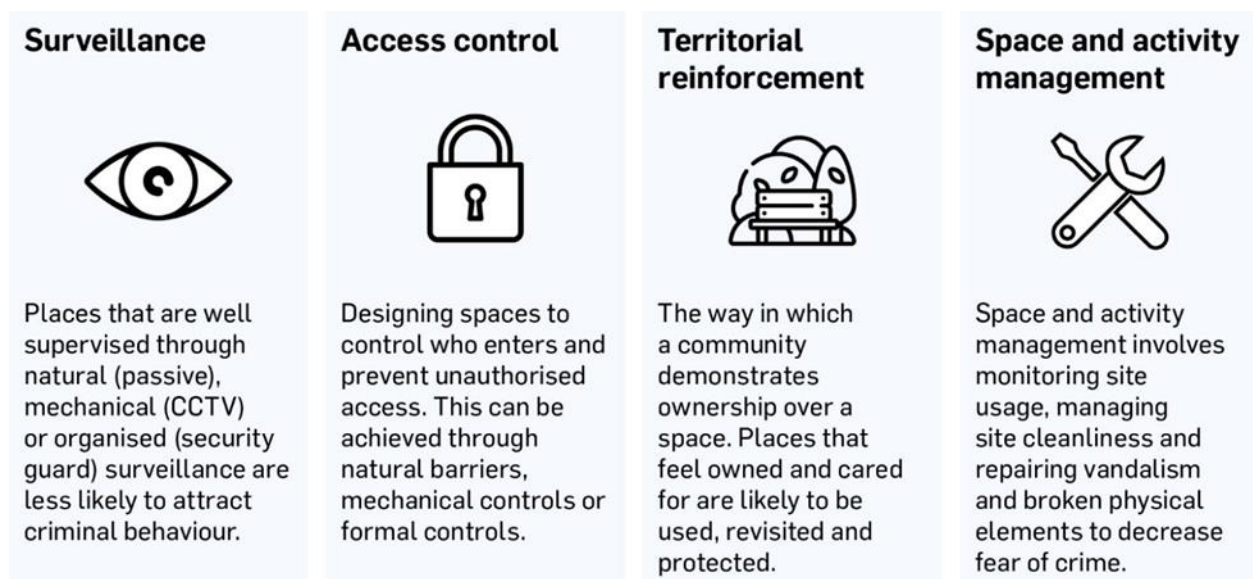 Surveillance
Places that are well
supervised through
natural (passive),
mechanical (CCTV)
or organised (security
guard) surveillance are
less likely to attract
criminal behaviour.
Access control
Designing spaces to
control who enters and
prevent unauthorised
access. This can be
achieved through
natural barriers,
mechanical controls or
formal controls.
Territorial
reinforcement
The way in which
a community
demonstrates
ownership over a
space. Places that
feel owned and cared
for are likely to be
used, revisited and
protected.
Space and activity
management
Space and activity
management involves
monitoring site
usage, managing
site cleanliness and
repairing vandalism
and broken physical
elements to decrease
fear of crime.